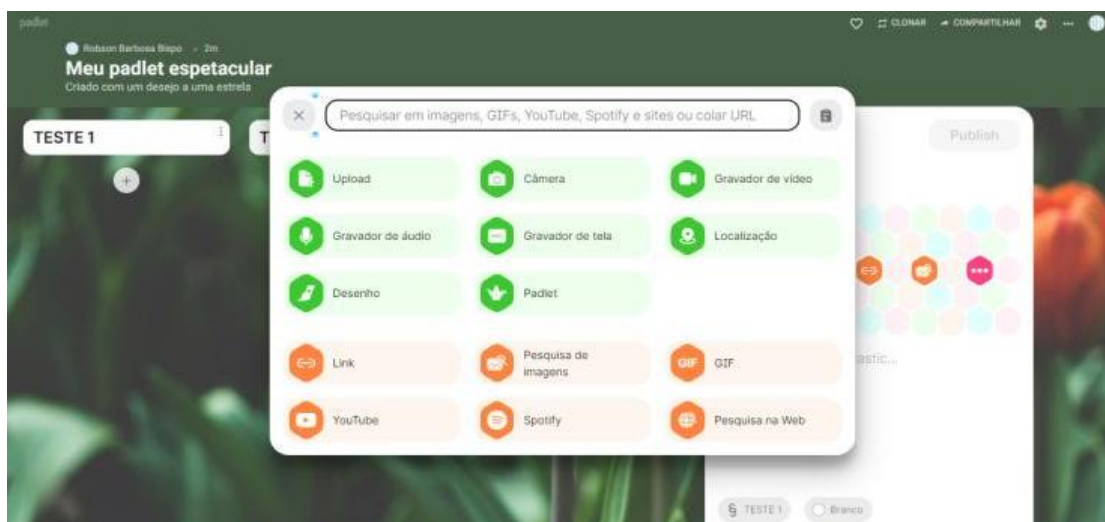 padlet
CLONAR
COMPARTILHAR
Robson Barbosa Bispo
2m
Meu padlet espetacular
Criado com um desejo a uma estrela
TESTE 1
T
Publish
Pesquisar em imagens, GIFs, YouTube, Spotify e sites ou colar URL
Upload
Câmera
Gravador de vídeo
Gravador de áudio
Gravador de tela
Localização
Desenho
Padlet
Link
Pesquisa de
imagens
GIF
GIF
YouTube
Spotify
Pesquisa na Web
astic...
§ TESTE 1
Branco